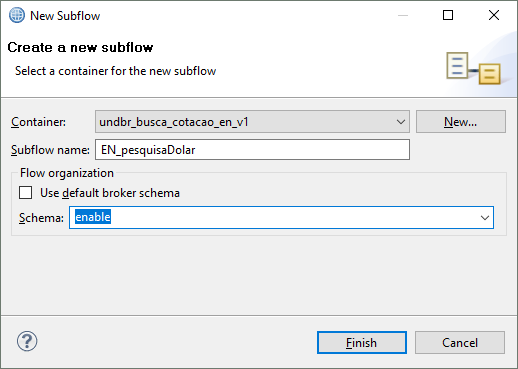 New Subflow
Create a new subflow
Select a container for the new subflow
Container: undbr_busca_cotacao_en_v1 New...
Subflow name: EN_pesquisaDolar
Flow organization
Use default broker schema
Schema: enable
? Finish Cancel